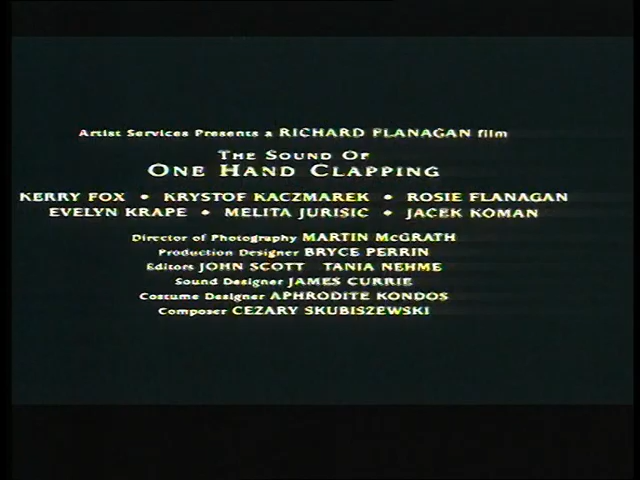 Artist Services Presents a RICHARD FLANAGAN film
THE SOUND OF
ONE HAND CLAPPING
KERRY FOX • KRYSTOF KACZMAREK • ROSIE FLANAGAN
EVELYN KRAPE • MELITA JURISIC • JACEK KOMAN
Director of Photography MARTIN McGRATH
Production Designer BRYCE PERRIN
Editors JOHN SCOTT TANIA NEHME
Sound Designer JAMES CURRIE
Costume Designer APHRODITE KONDOS
Composer CEZARY SKUBISZEWSKI